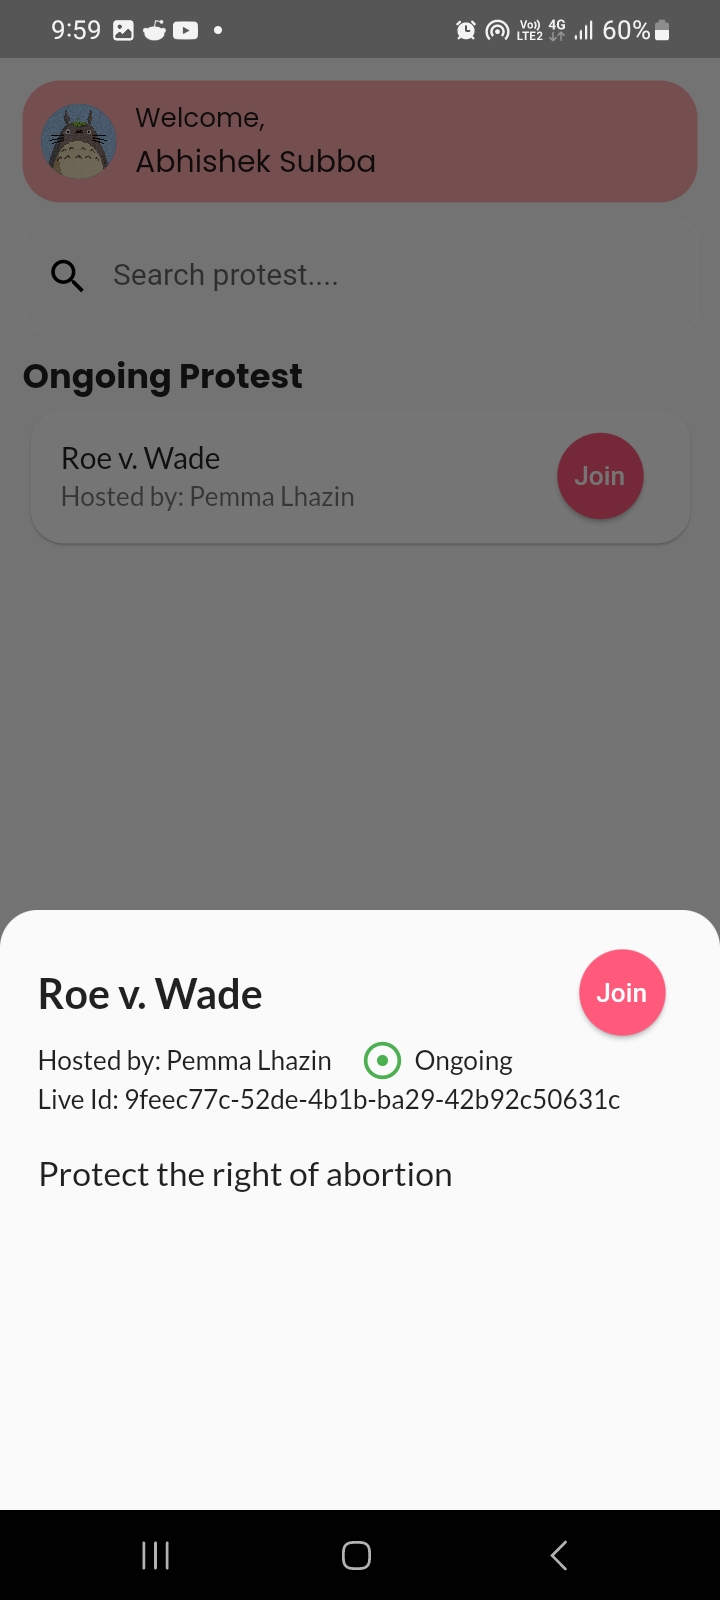 9:59 Vo)) LTE2 4G 60%
Welcome,
Abhishek Subba
Search protest....
Ongoing Protest
Roe v. Wade
Hosted by: Pemma Lhazin
Join
Roe v. Wade
Join
Hosted by: Pemma Lhazin Ongoing
Live Id: 9feec77c-52de-4b1b-ba29-42b92c50631c
Protect the right of abortion